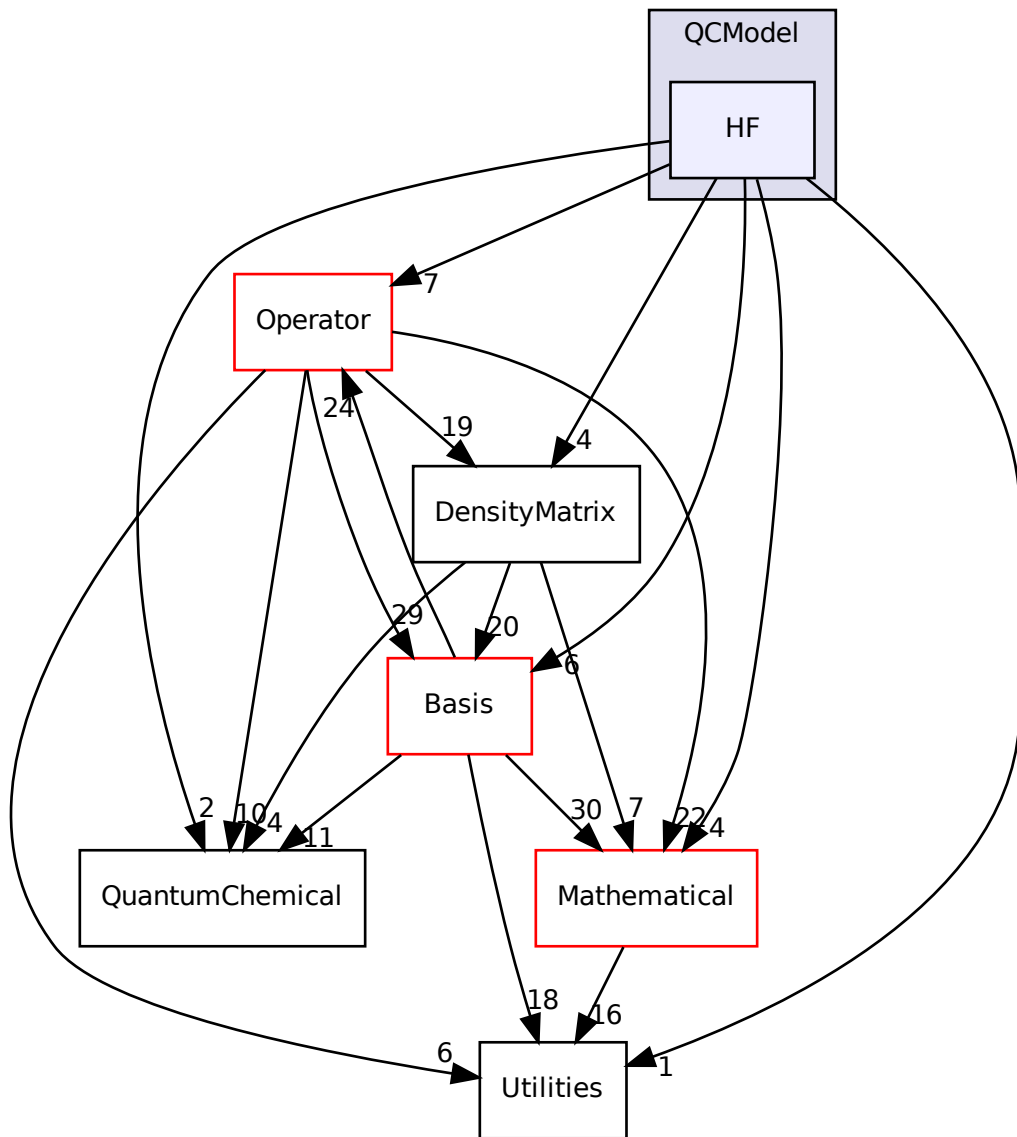 QCModel
HF
7
Operator
24
19
4
DensityMatrix
29
20
6
Basis
2
10
4
11
30
7
22
4
QuantumChemical
Mathematical
18
16
6
1
Utilities